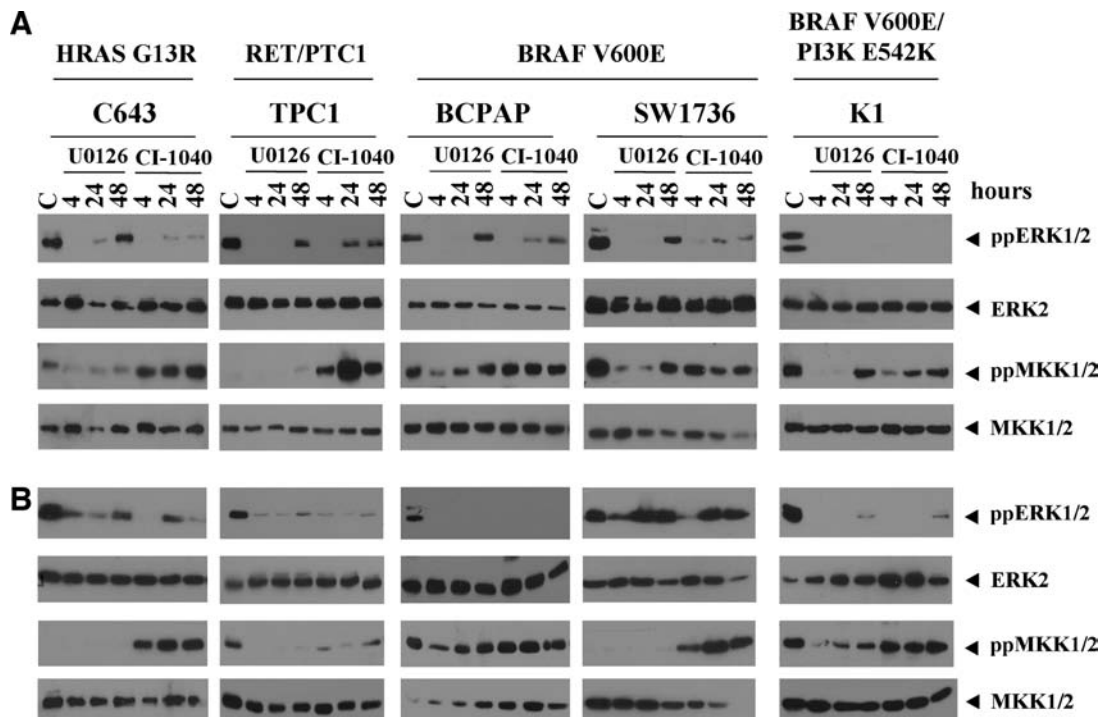 A
HRAS G13R RET/PTC1 BRAF V600E BRAF V600E/
PI3K E542K
C643 TPC1 BCPAP SW1736 K1
U0126 CI-1040 U0126 CI-1040 U0126 CI-1040 U0126 CI-1040 U0126 CI-1040
C 4 24 48 4 24 48 C 4 24 48 4 24 48 C 4 24 48 4 24 48 C 4 24 48 4 24 48 C 4 24 48 4 24 48 hours
ppERK1/2
ERK2
ppMKK1/2
MKK1/2
B
ppERK1/2
ERK2
ppMKK1/2
MKK1/2